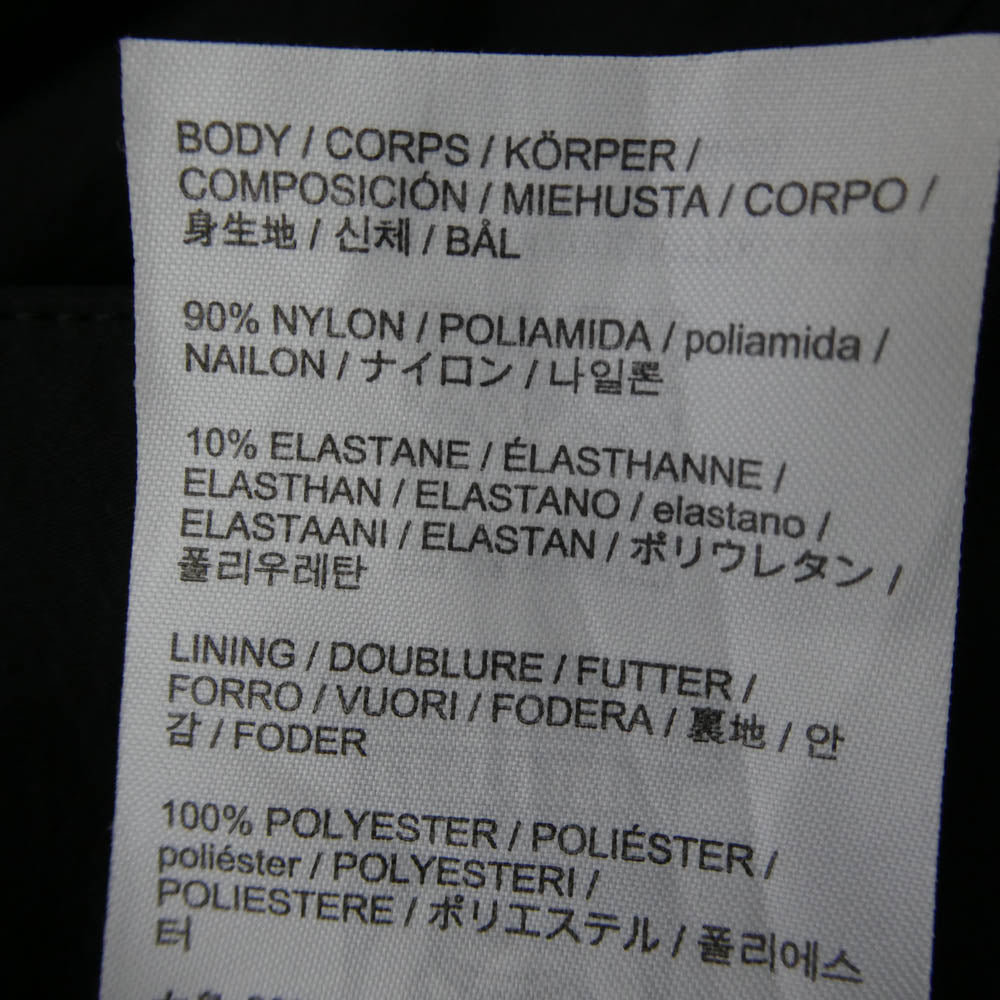 BODY / CORPS / KÖRPER /
COMPOSICIÓN / MIEHUSTA / CORPO /
身生地 / 신체 / BÅL
90% NYLON / POLIAMIDA / poliamida /
NAILON / ナイロン / 나일론
10% ELASTANE / ÉLASTHANNE /
ELASTHAN / ELASTANO / elastano /
ELASTAANI / ELASTAN / ポリウレタン /
폴리우레탄
LINING / DOUBLURE / FUTTER /
FORRO / VUORI / FODERA / 裏地 / 안
감 / FODER
100% POLYESTER / POLIÉSTER /
poliéster / POLYESTERI /
POLIESTERE / ポリエステル / 폴리에스
터